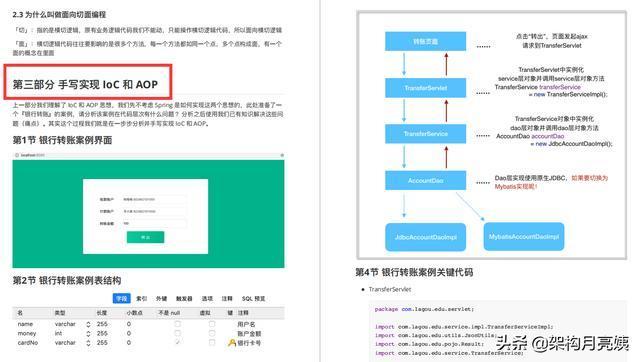 2.3 为什么叫做面向切面编程
「切」：指的是横切逻辑，原有业务逻辑代码我们不能动，只能操作横切逻辑代码，所以面向横切逻辑
「面」：横切逻辑代码往往要影响的是很多个方法，每一个方法都如同一个点，多个点构成面，有一个
面的概念在里面
第三部分 手写实现 IoC 和 AOP
上一部分我们理解了 IoC 和 AOP 思想，我们先不考虑 Spring 是如何实现这两个思想的，此处准备了一
个『银行转账』的案例，请分析该案例在代码层次有什么问题？分析之后使用我们已有知识解决这些问
题（痛点）。其实这个过程我们就是在一步步分析并手写实现 IoC 和 AOP。
第1节 银行转账案例界面
转 出
第2节 银行转账案例表结构
字段 索引 外键 触发器 选项 注释 SQL 预览
名 类型 长度 小数点 不是 null 虚拟 键 注释
name varchar 255 0 用户名
money int 255 0 账户金额
cardNo varchar 255 0 银行卡号
转账页面
点击“转出”，页面发起ajax
请求到TransferServlet
TransferServlet
TransferServlet中实例化
service层对象并调用service层对象方法
TransferService transferService
= new TransferServiceImpl();
TransferService
TransferService对象中实例化
dao层对象并调用dao层对象方法
AccountDao accountDao
= new JdbcAccountDaoImpl();
AccountDao
Dao层实现使用原生JDBC，如果要切换为
Mybatis实现呢！
JdbcAccountDaoImpl
MybatisAccountDaoImpl
第4节 银行转账案例关键代码
TransferServlet
package com.lagou.edu.servlet;
import com.lagou.edu.service.impl.TransferServiceImpl;
import com.lagou.edu.utils.JsonUtils;
import com.lagou.edu.pojo.Result;
import com.lagou.edu.service.TransferService;
头条 @架构月亮姨